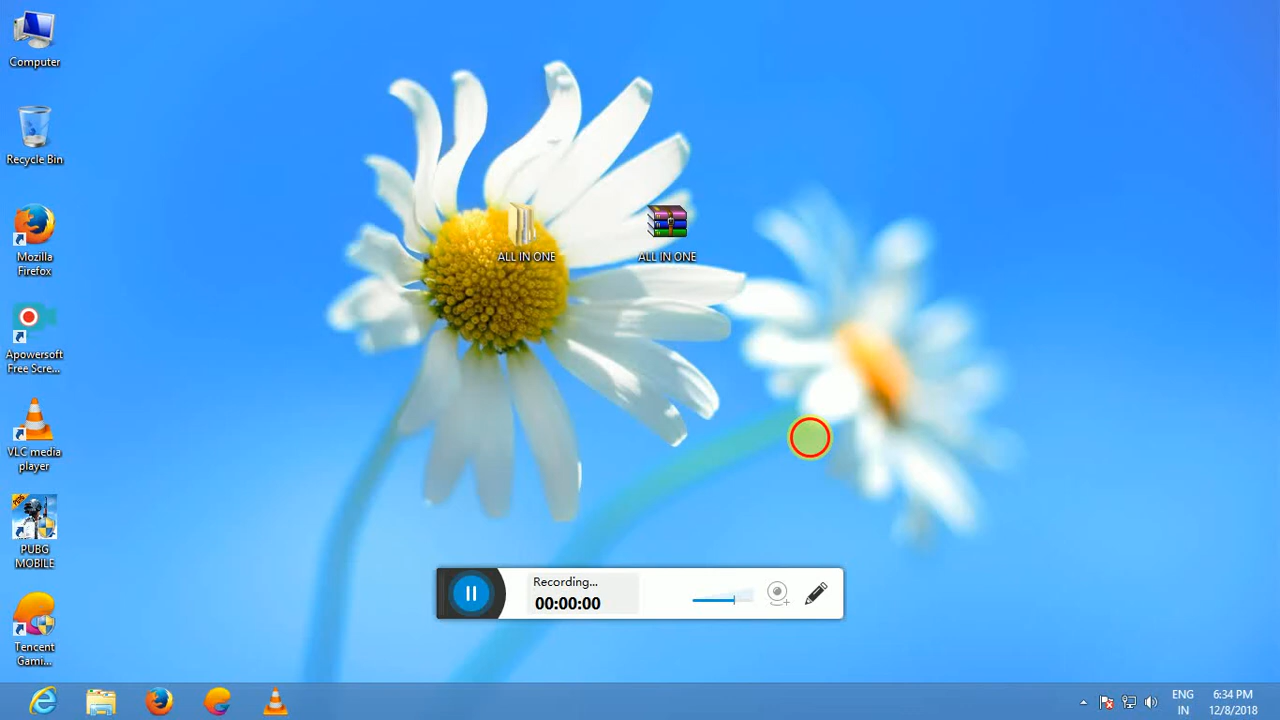 Computer
Recycle Bin
Mozilla
Firefox
Apowersoft
Free Scre...
VLC media
player
PUBG
MOBILE
Tencent
Gami...
ALL IN ONE
ALL IN ONE
Recording...
00:00:00
ENG
IN
6:34 PM
12/8/2018